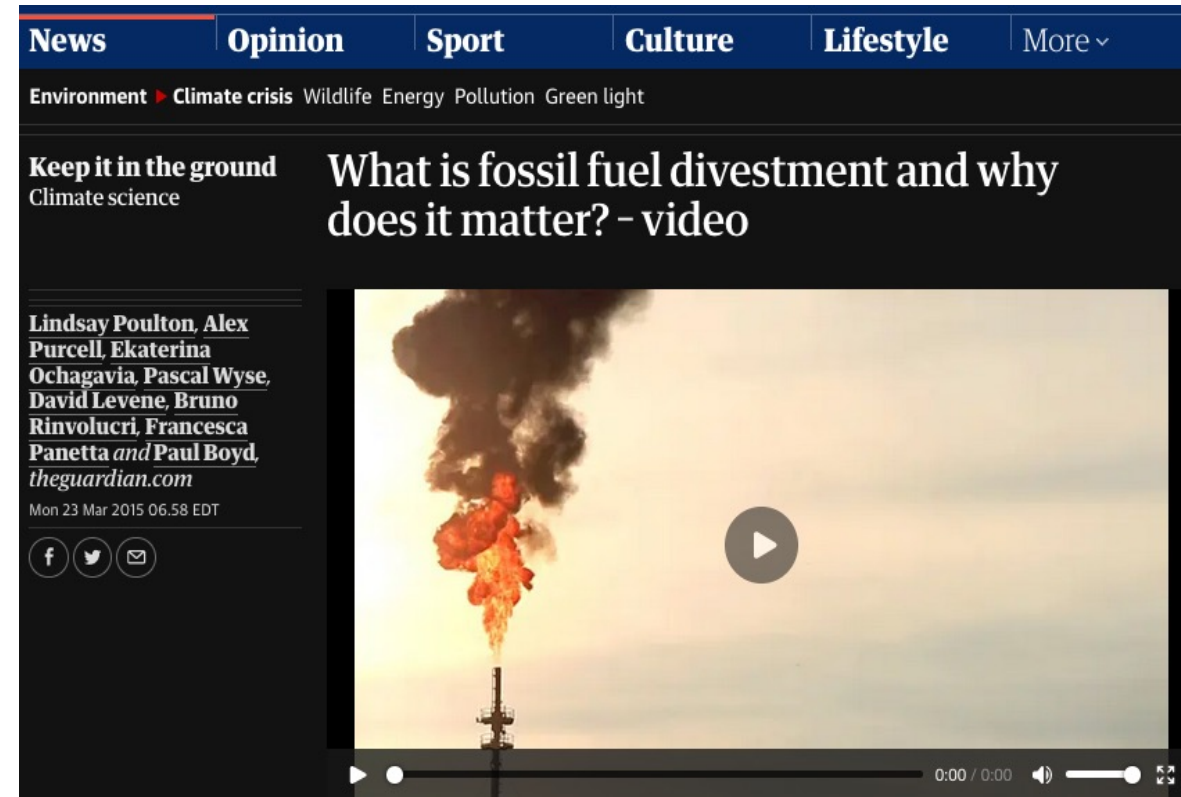 News Opinion Sport Culture Lifestyle More
Environment Climate crisis Wildlife Energy Pollution Green light
Keep it in the ground
Climate science
What is fossil fuel divestment and why
does it matter? – video
Lindsay Poulton, Alex
Purcell, Ekaterina
Ochagavia, Pascal Wyse,
David Levene, Bruno
Rinvolucri, Francesca
Panetta and Paul Boyd,
theguardian.com
Mon 23 Mar 2015 06.58 EDT
0:00 / 0:00